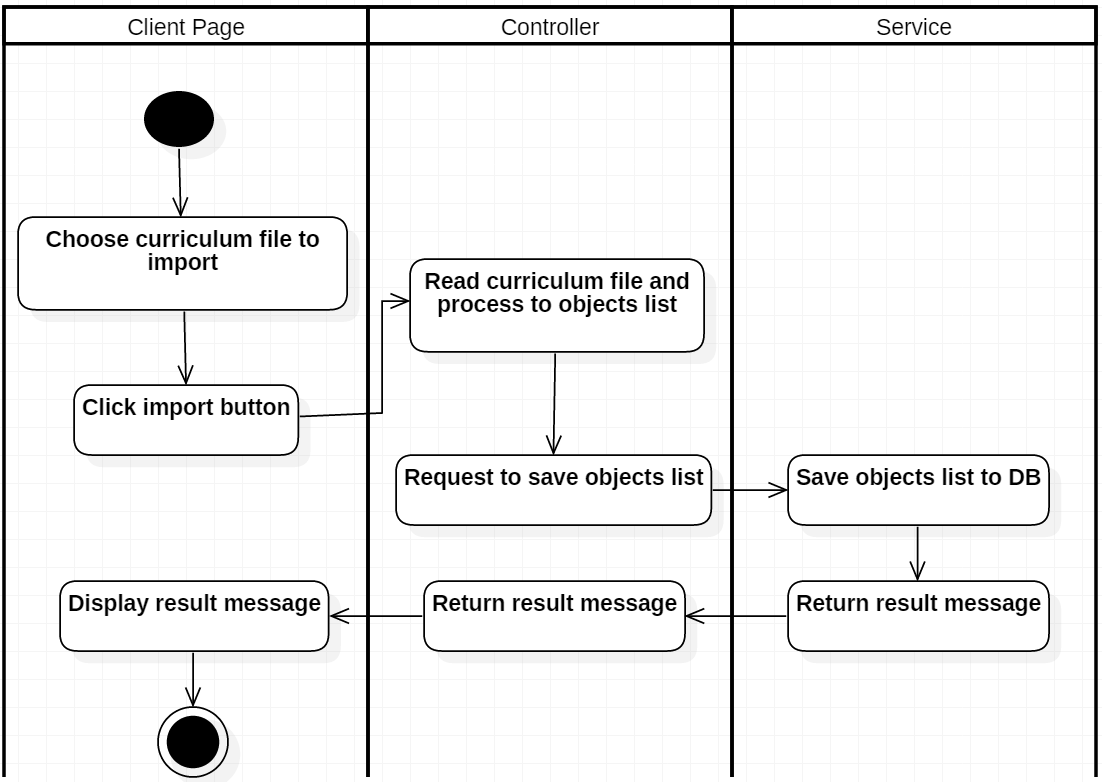 Client Page
Controller
Service
Choose curriculum file to
import
Read curriculum file and
process to objects list
Click import button
Request to save objects list
Save objects list to DB
Display result message
Return result message
Return result message